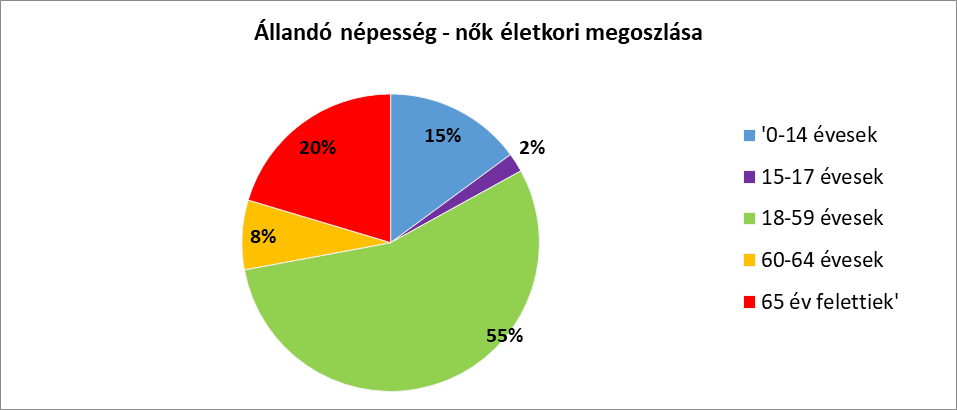 Állandó népesség - nők életkori megoszlása
15%
2%
20%
8%
55%
'0-14 évesek
15-17 évesek
18-59 évesek
60-64 évesek
65 év felettiek'